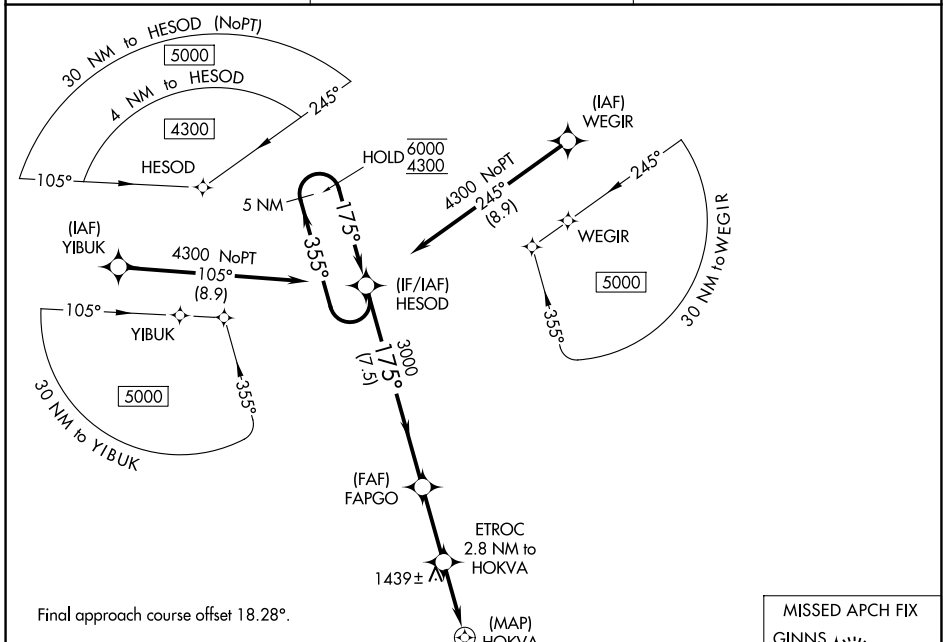 30 NM to HESOD (NoPT)
5000
4 NM to HESOD
4300
245°
HESOD
105°
HOLD 6000
4300
5 NM
175°
355°
(IAF)
WEGIR
4300 NoPT
245°
(8.9)
245°
WEGIR
5000
355°
30 NM to WEGIR
(IAF)
YIBUK
4300 NoPT
105°
(8.9)
(IF/IAF)
HESOD
105°
YIBUK
5000
355°
30 NM to YIBUK
3000
175°
(7.5)
(FAF)
FAPGO
ETROC
2.8 NM to
HOKVA
1439±
Final approach course offset 18.28°.
(MAP)
HOKVA
MISSED APCH FIX
GINNS